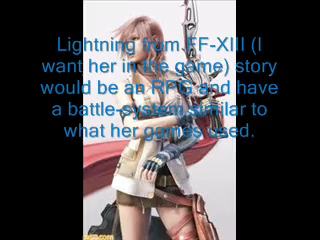 Lightning from FF-XIII (I
want her in the game) story
would be an RPG and have
a battle-system similar to
what her games used.